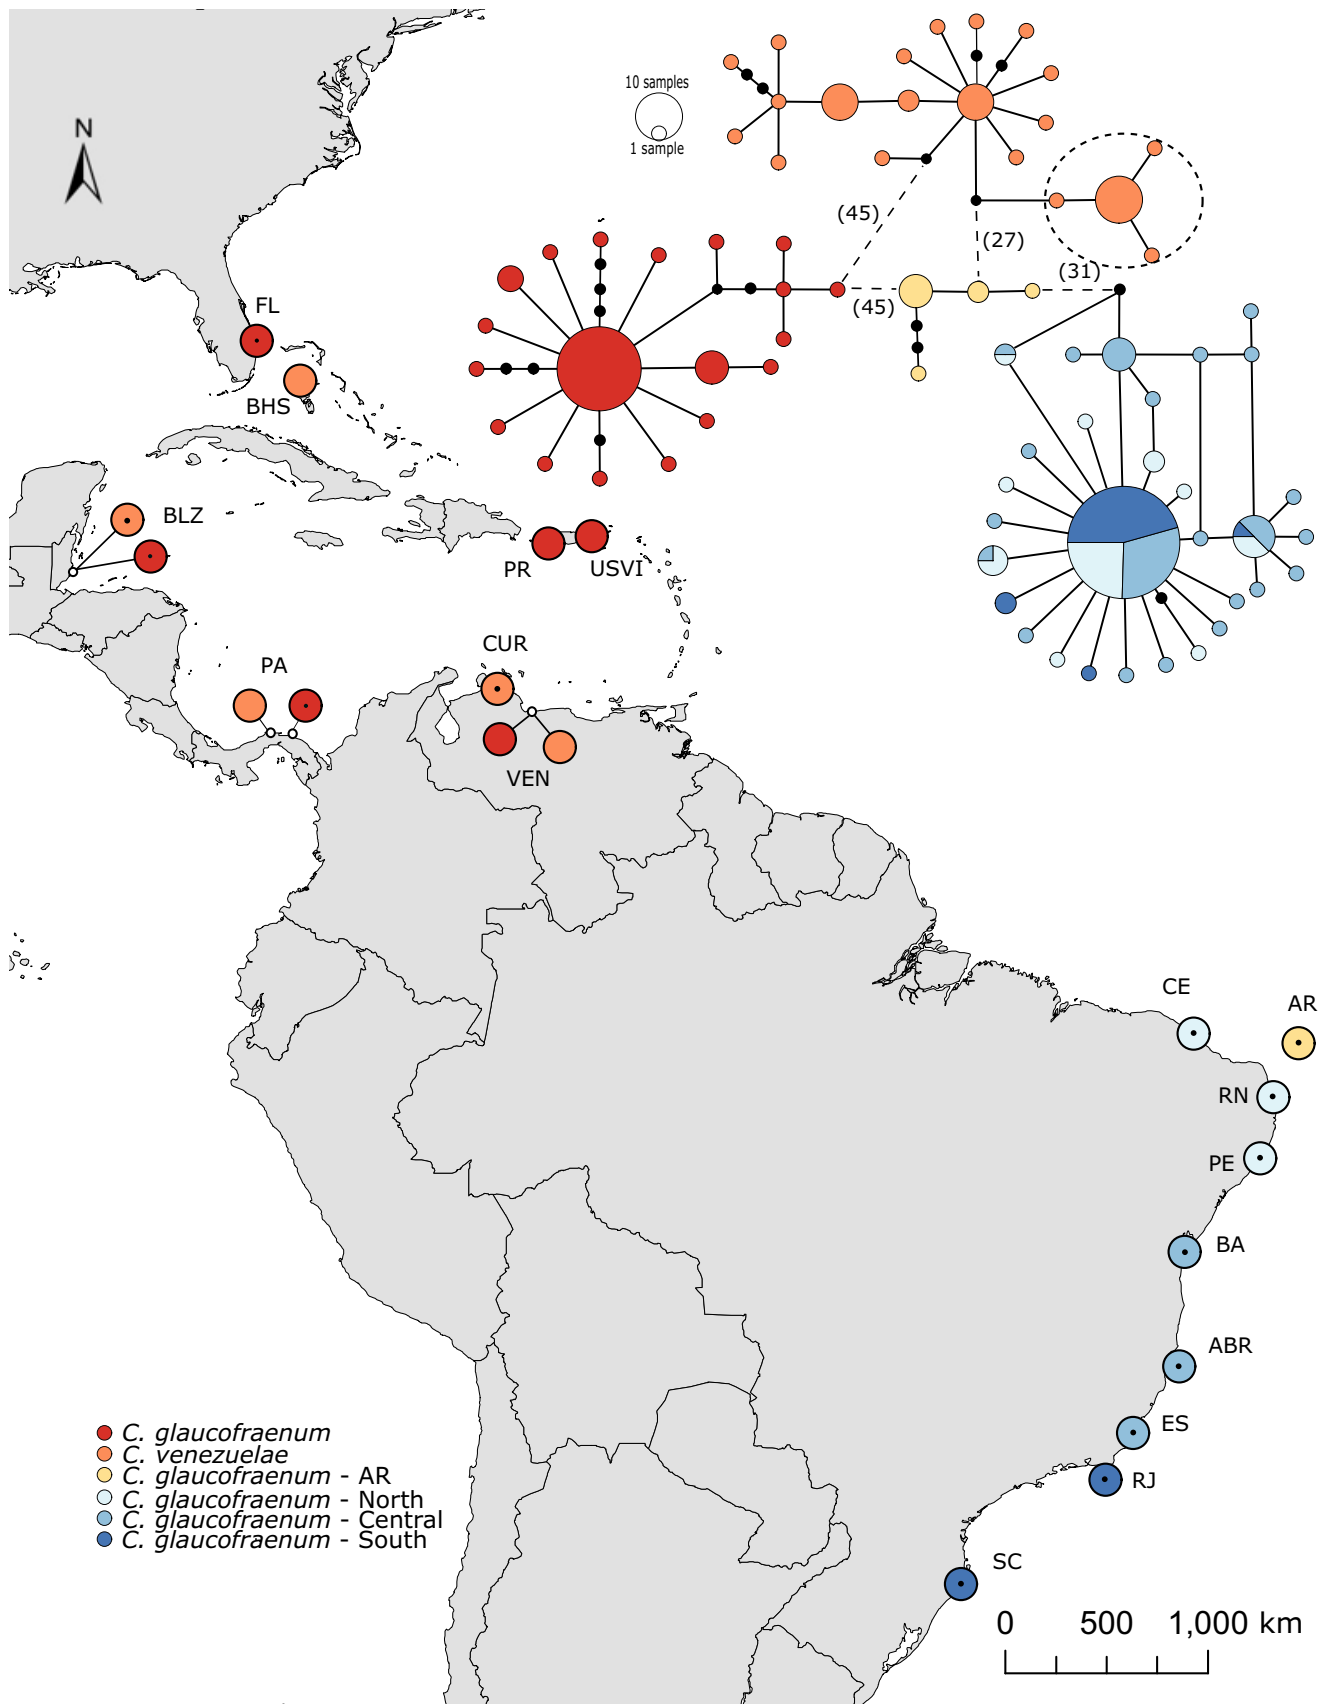 10 samples
1 sample
N
(45)
(27)
(31)
(45)
FL
BHS
BLZ
PR
USVI
CUR
PA
VEN
CE
AR
RN
PE
BA
ABR
ES
RJ
SC
C. glaucofraenum
C. venezuelae
C. glaucofraenum - AR
C. glaucofraenum - North
C. glaucofraenum - Central
C. glaucofraenum - South
0 500 1,000 km